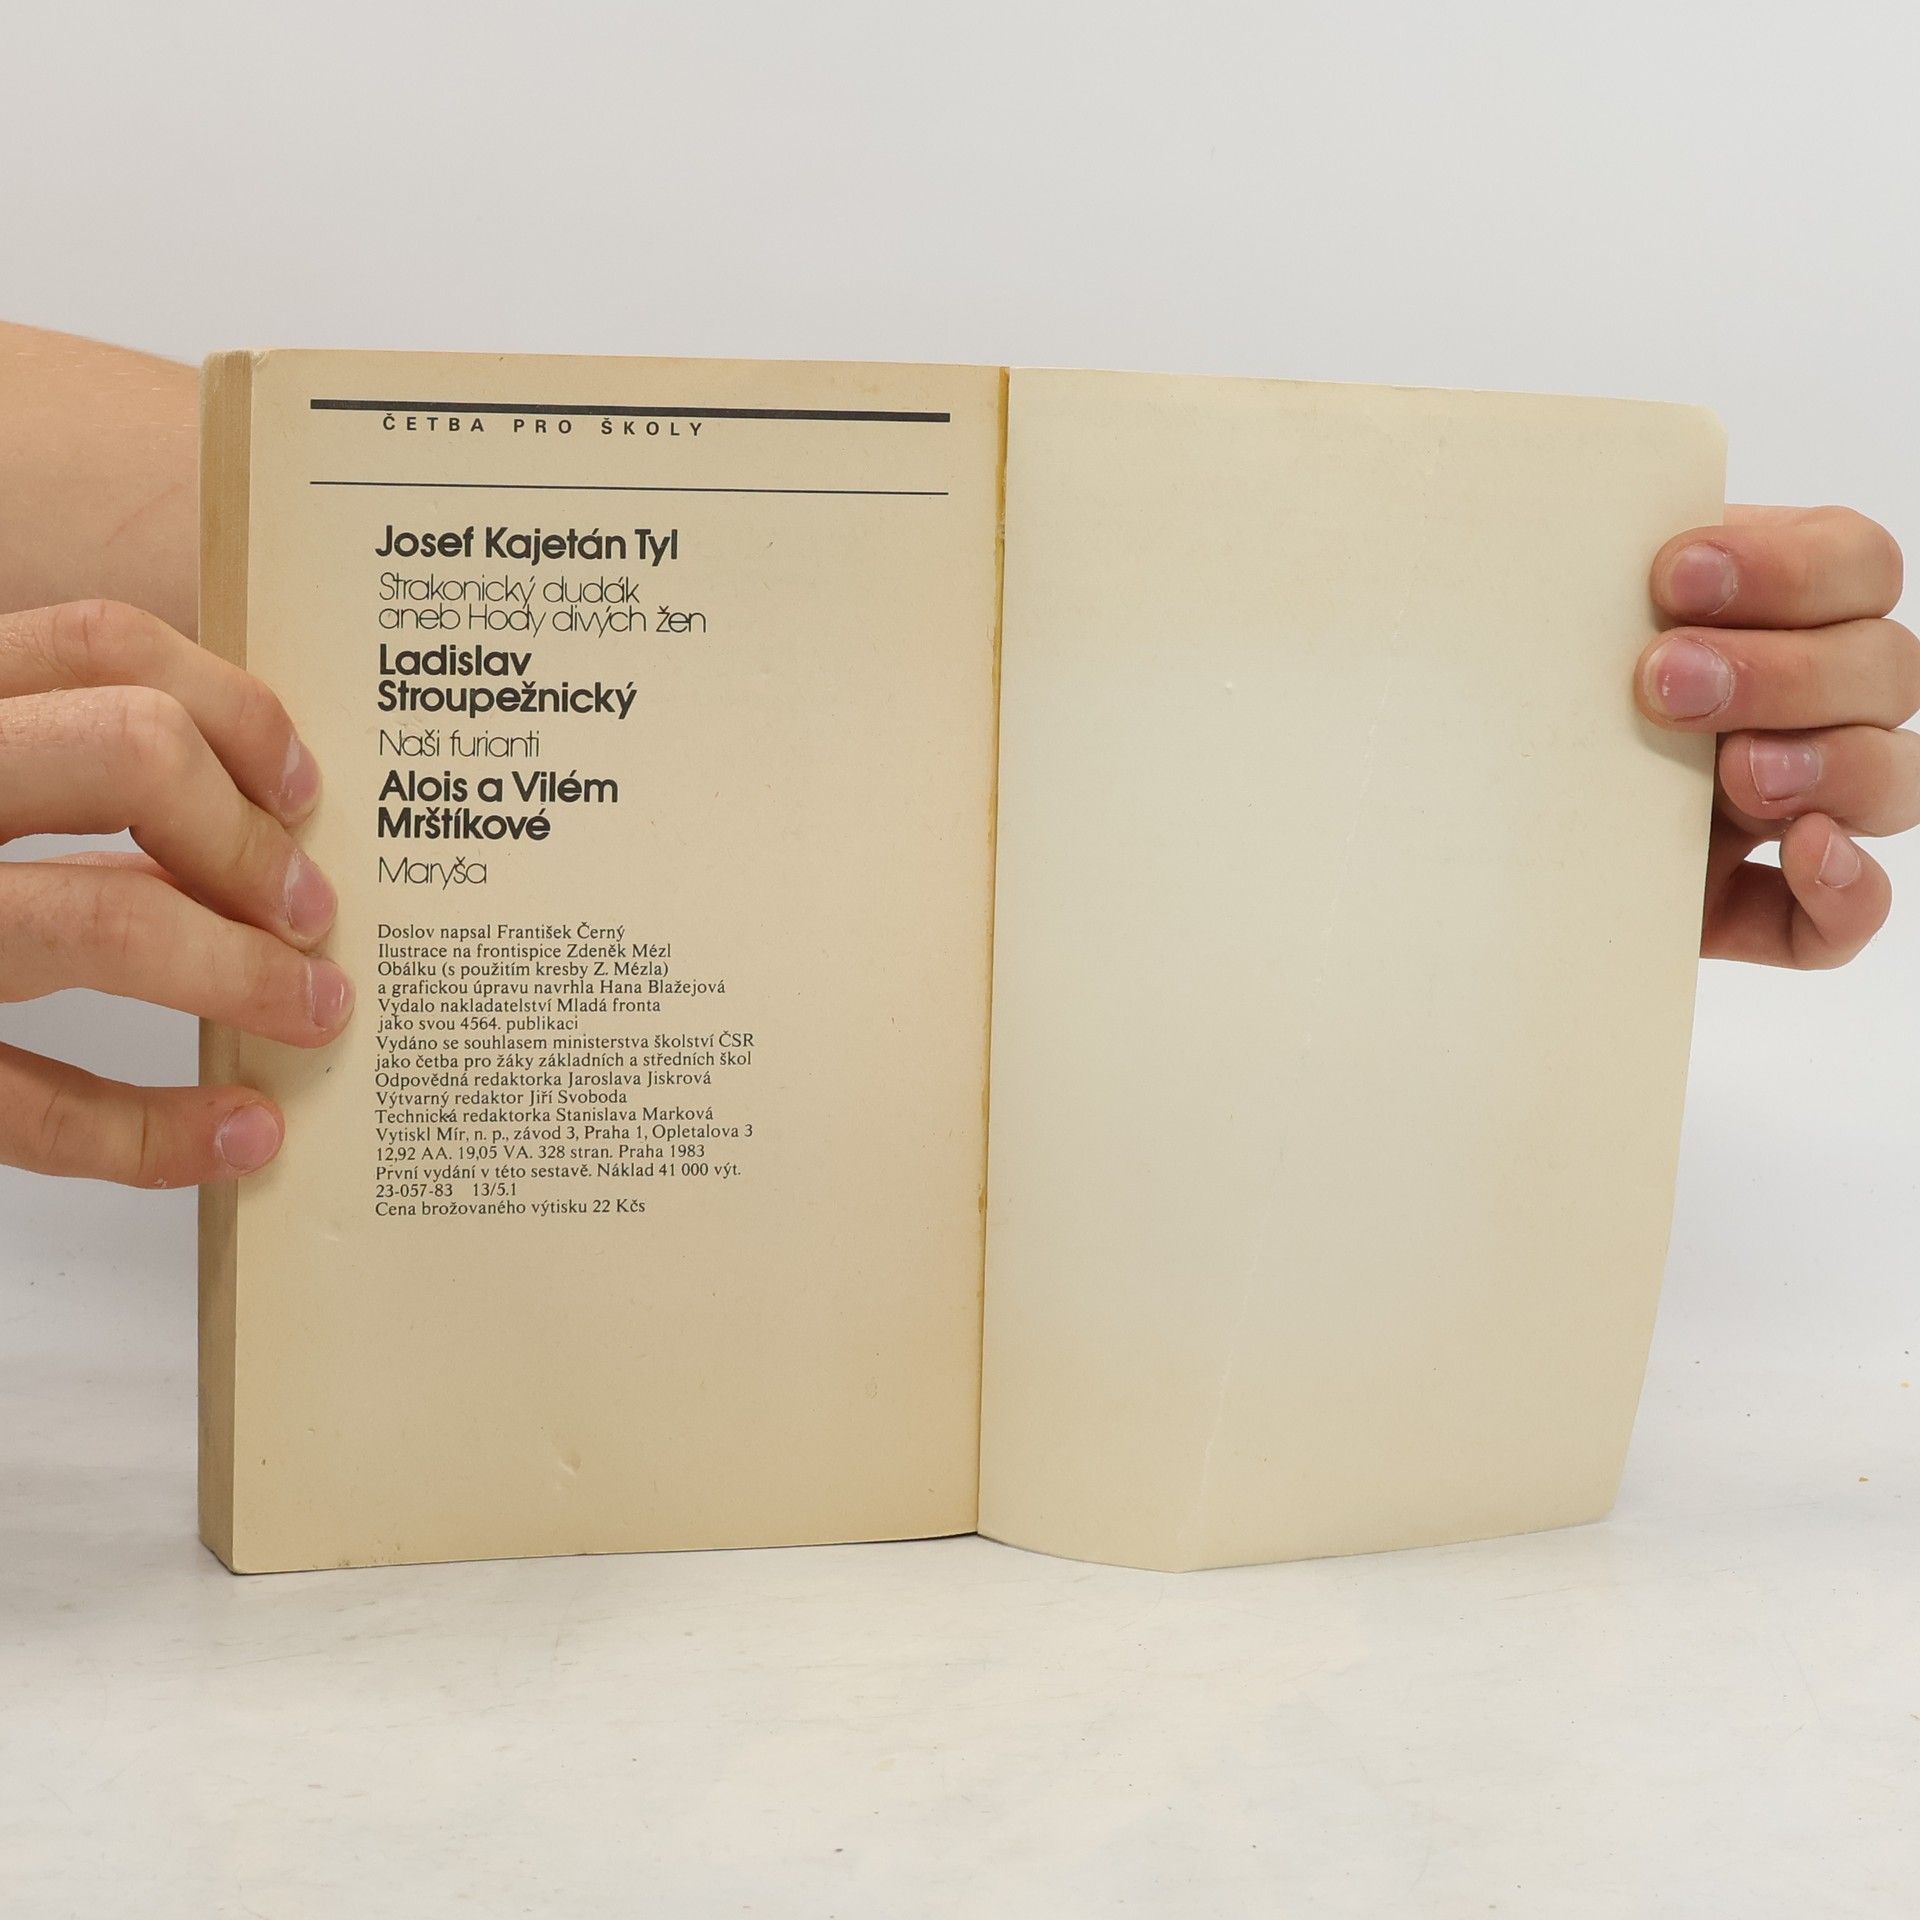 ČETBA PRO ŠKOLY
Josef Kajetán Tyl
Strakonický dudák
aneb Hody divých žen
Ladislav
Stroupežnický
Naši furianti
Alois a Vilém
Mrštíkové
Maryša
Doslov napsal František Černý
Ilustrace na frontispice Zdeněk Mézl
Obálku (s použitím kresby Z. Mézla)
a grafickou úpravu navrhla Hana Blažejová
Vydalo nakladatelství Mladá fronta
jako svou 4564. publikaci
Vydáno se souhlasem ministerstva školství ČSR
jako četba pro žáky základních a středních škol
Odpovědná redaktorka Jaroslava Jiskrová
Výtvarný redaktor Jiří Svoboda
Technická redaktorka Stanislava Marková
Vytiskl Mír, n. p., závod 3, Praha 1, Opletalova 3
12,92 AA. 19,05 VA. 328 stran. Praha 1983
První vydání v této sestavě. Náklad 41 000 výt.
23-057-83 13/5.1
Cena brožovaného výtisku 22 Kčs